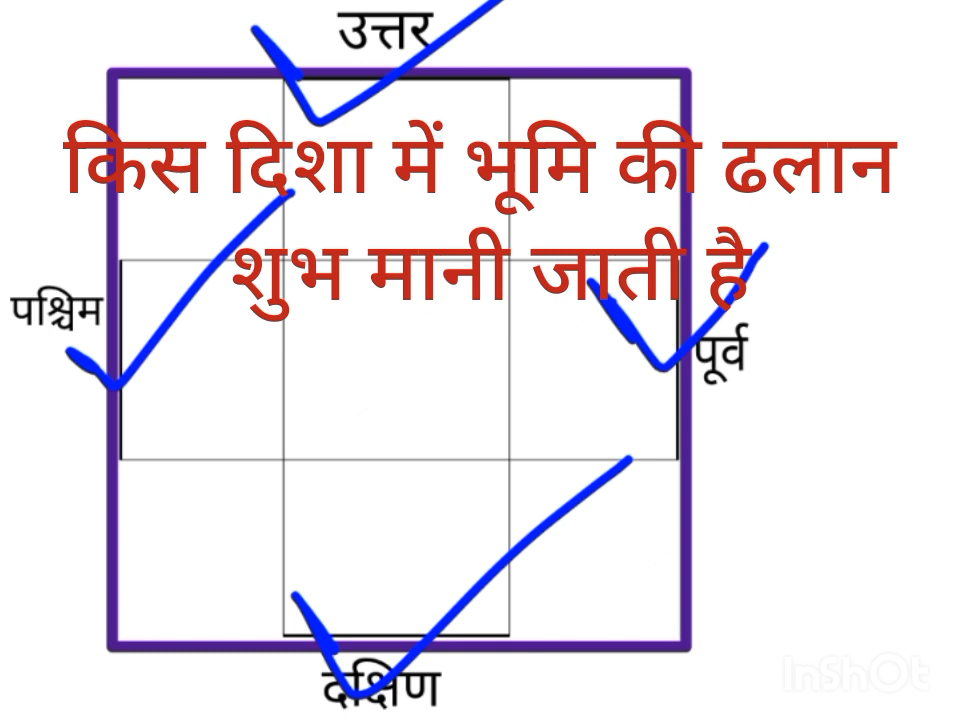 उत्तर
किस दिशा में भूमि की ढलान
शुभ मानी जाती है
पश्चिम
पूर्व
दक्षिण
InShOt